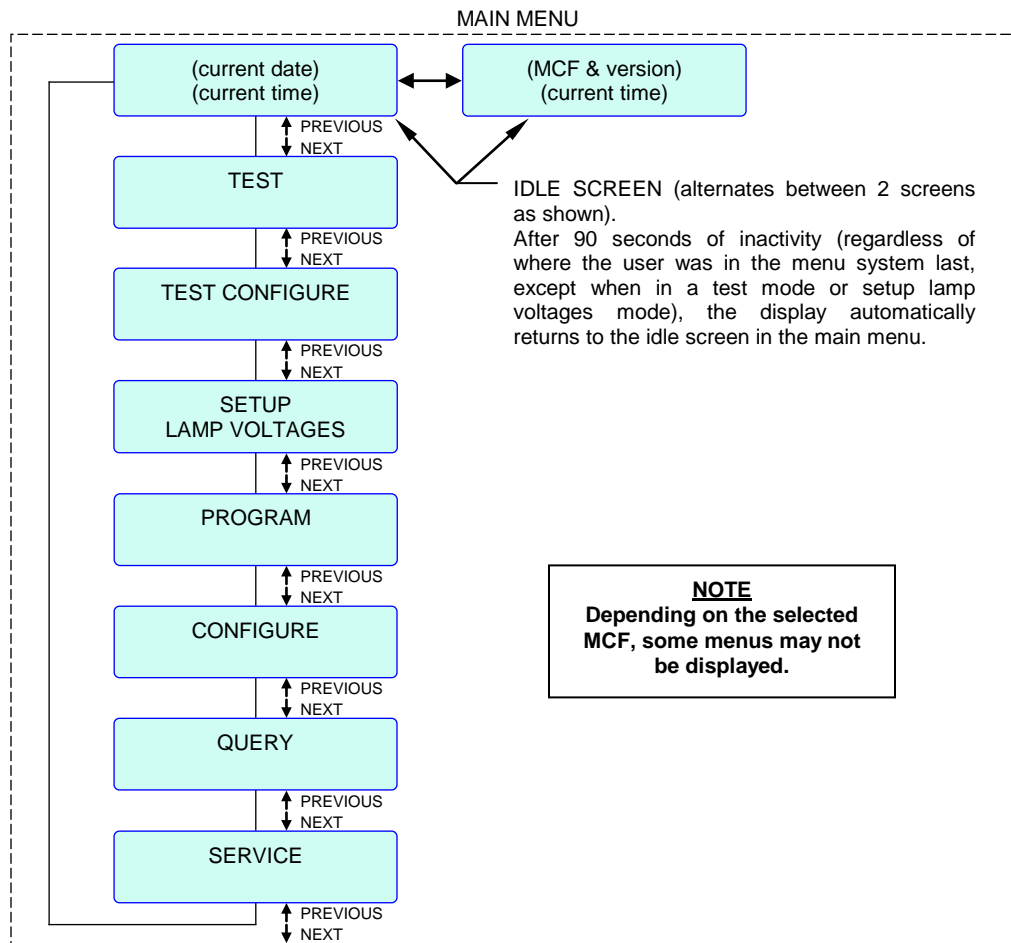 MAIN MENU
(current date)
(current time)
(MCF & version)
(current time)
PREVIOUS
NEXT
TEST
IDLE SCREEN (alternates between 2 screens
as shown).
After 90 seconds of inactivity (regardless of
where the user was in the menu system last,
except when in a test mode or setup lamp
voltages mode), the display automatically
returns to the idle screen in the main menu.
PREVIOUS
NEXT
TEST CONFIGURE
PREVIOUS
NEXT
SETUP
LAMP VOLTAGES
PREVIOUS
NEXT
PROGRAM
PREVIOUS
NEXT
CONFIGURE
NOTE
Depending on the selected
MCF, some menus may not
be displayed.
PREVIOUS
NEXT
QUERY
PREVIOUS
NEXT
SERVICE
PREVIOUS
NEXT